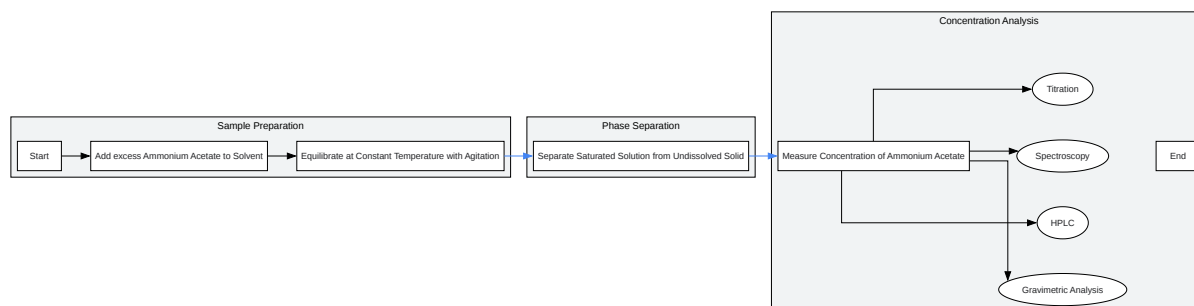 Concentration Analysis
Titration
Sample Preparation
Phase Separation
Start
Add excess Ammonium Acetate to Solvent
Equilibrate at Constant Temperature with Agitation
Separate Saturated Solution from Undissolved Solid
Measure Concentration of Ammonium Acetate
Spectroscopy
End
HPLC
Gravimetric Analysis